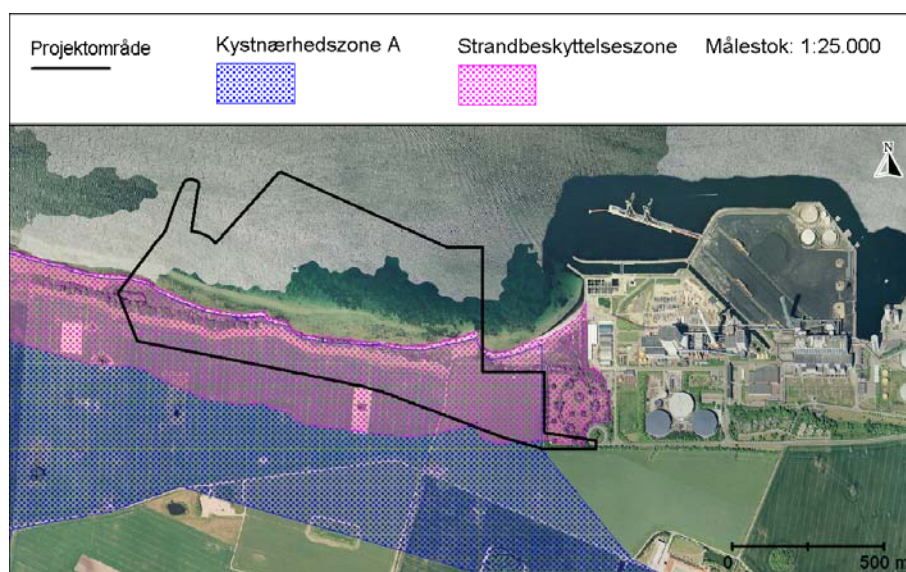 Projektområde
Kystnærhedszone A
Strandbeskyttelseszone
Målestok: 1:25.000
N
0
500 m